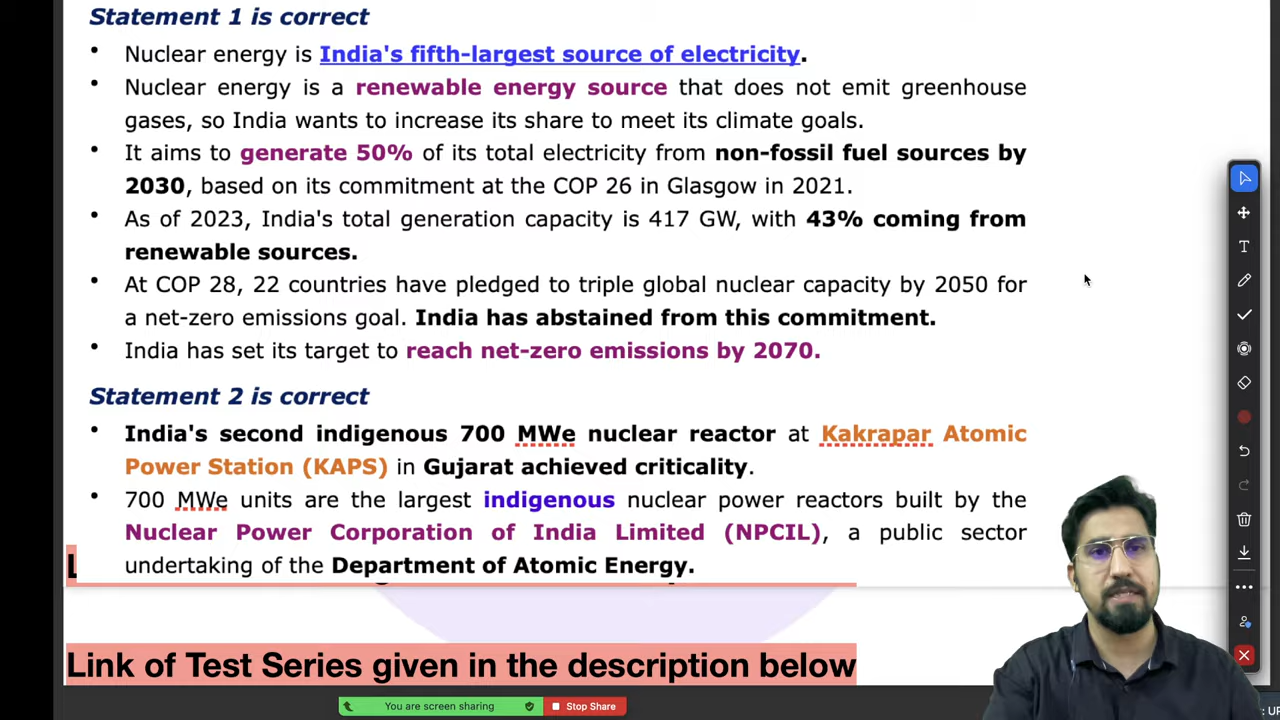 Statement 1 is correct
• Nuclear energy is India's fifth-largest source of electricity.
• Nuclear energy is a renewable energy source that does not emit greenhouse
gases, so India wants to increase its share to meet its climate goals.
• It aims to generate 50% of its total electricity from non-fossil fuel sources by
2030, based on its commitment at the COP 26 in Glasgow in 2021.
• As of 2023, India's total generation capacity is 417 GW, with 43% coming from
renewable sources.
• At COP 28, 22 countries have pledged to triple global nuclear capacity by 2050 for
a net-zero emissions goal. India has abstained from this commitment.
• India has set its target to reach net-zero emissions by 2070.
Statement 2 is correct
• India's second indigenous 700 MWe nuclear reactor at Kakrapar Atomic
Power Station (KAPS) in Gujarat achieved criticality.
• 700 MWe units are the largest indigenous nuclear power reactors built by the
Nuclear Power Corporation of India Limited (NPCIL), a public sector
undertaking of the Department of Atomic Energy.
Link of Test Series given in the description below
You are screen sharing
Stop Share